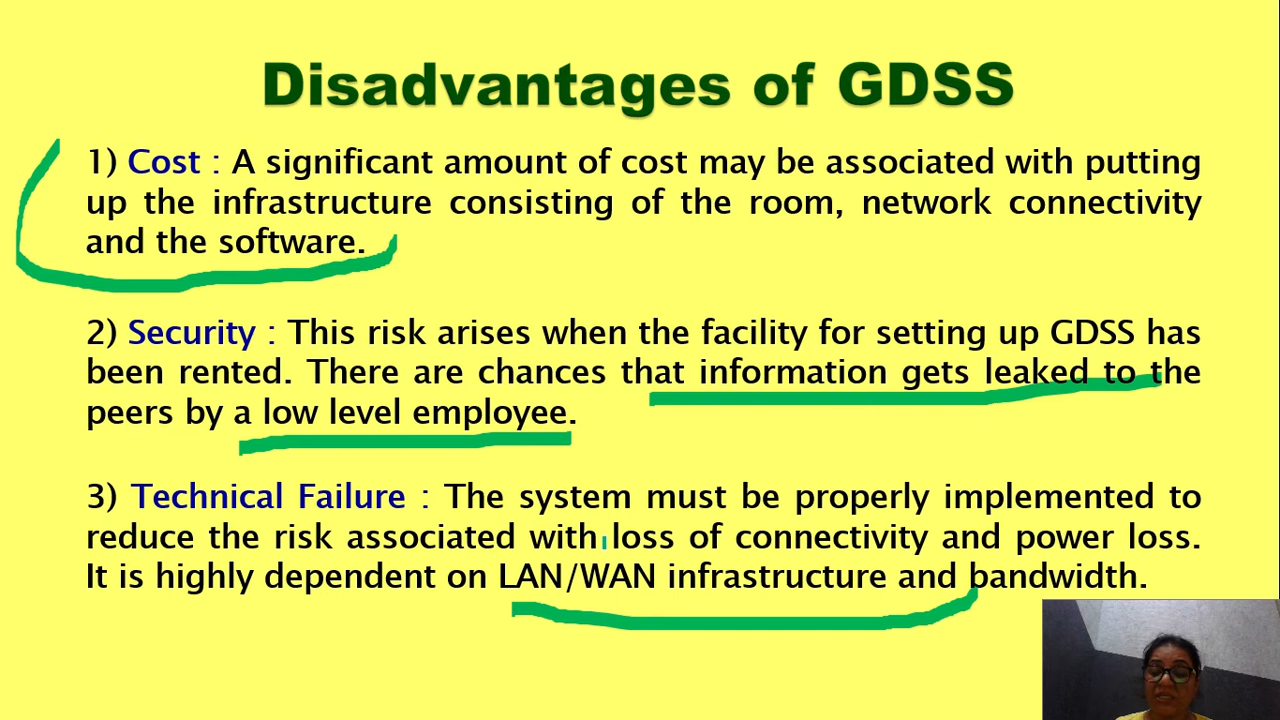 Disadvantages of GDSS
1) Cost : A significant amount of cost may be associated with putting
up the infrastructure consisting of the room, network connectivity
and the software.
2) Security : This risk arises when the facility for setting up GDSS has
been rented. There are chances that information gets leaked to the
peers by a low level employee.
3) Technical Failure : The system must be properly implemented to
reduce the risk associated with loss of connectivity and power loss.
It is highly dependent on LAN/WAN infrastructure and bandwidth.